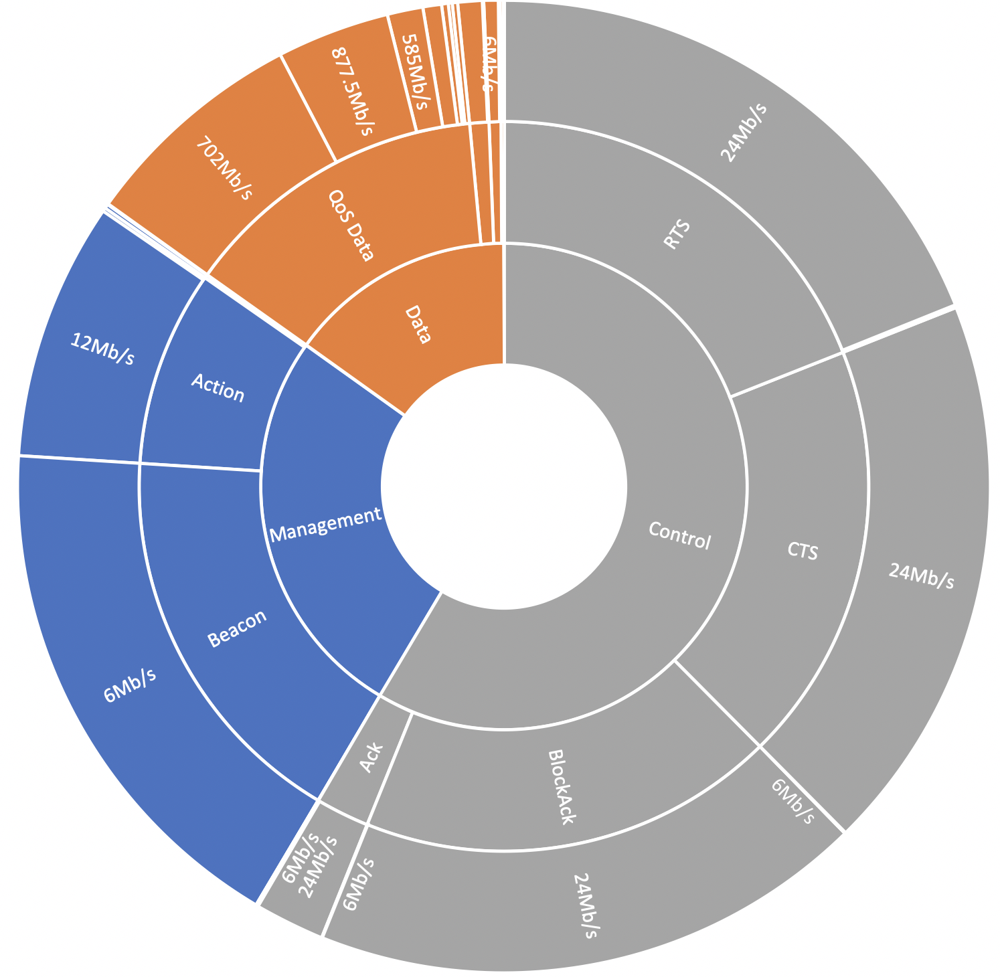 Control
RTS
24Mb/s
CTS
24Mb/s
6Mb/s
BlockAck
24Mb/s
6Mb/s
Ack
24Mb/s
6Mb/s
Management
Beacon
6Mb/s
Action
12Mb/s
Data
QoS Data
702Mb/s
877.5Mb/s
585Mb/s
6Mb/s